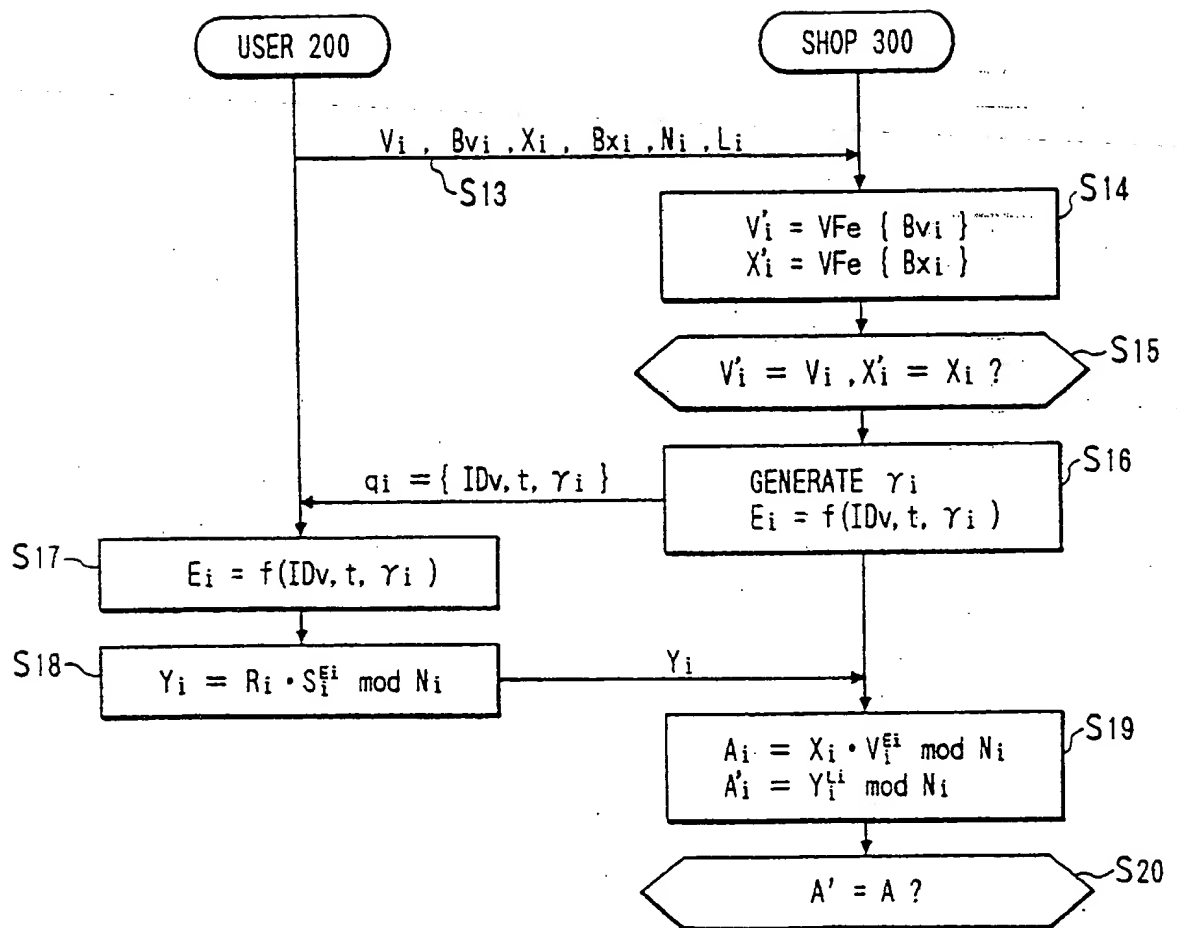 USER 200
SHOP 300
Vi , Bvi , Xi , Bxi , Ni , Li
S13
S14
V'i = VFe { Bvi }
X'i = VFe { Bxi }
S15
V'i = Vi , X'i = Xi ?
S16
qi = { IDv, t, γi }
GENERATE γi
Ei = f(IDv, t, γi )
S17
Ei = f(IDv, t, γi )
S18
Yi = Ri · Si^Ei mod Ni
Yi
S19
Ai = Xi · Vi^Ei mod Ni
A'i = Yi^Li mod Ni
S20
A' = A ?